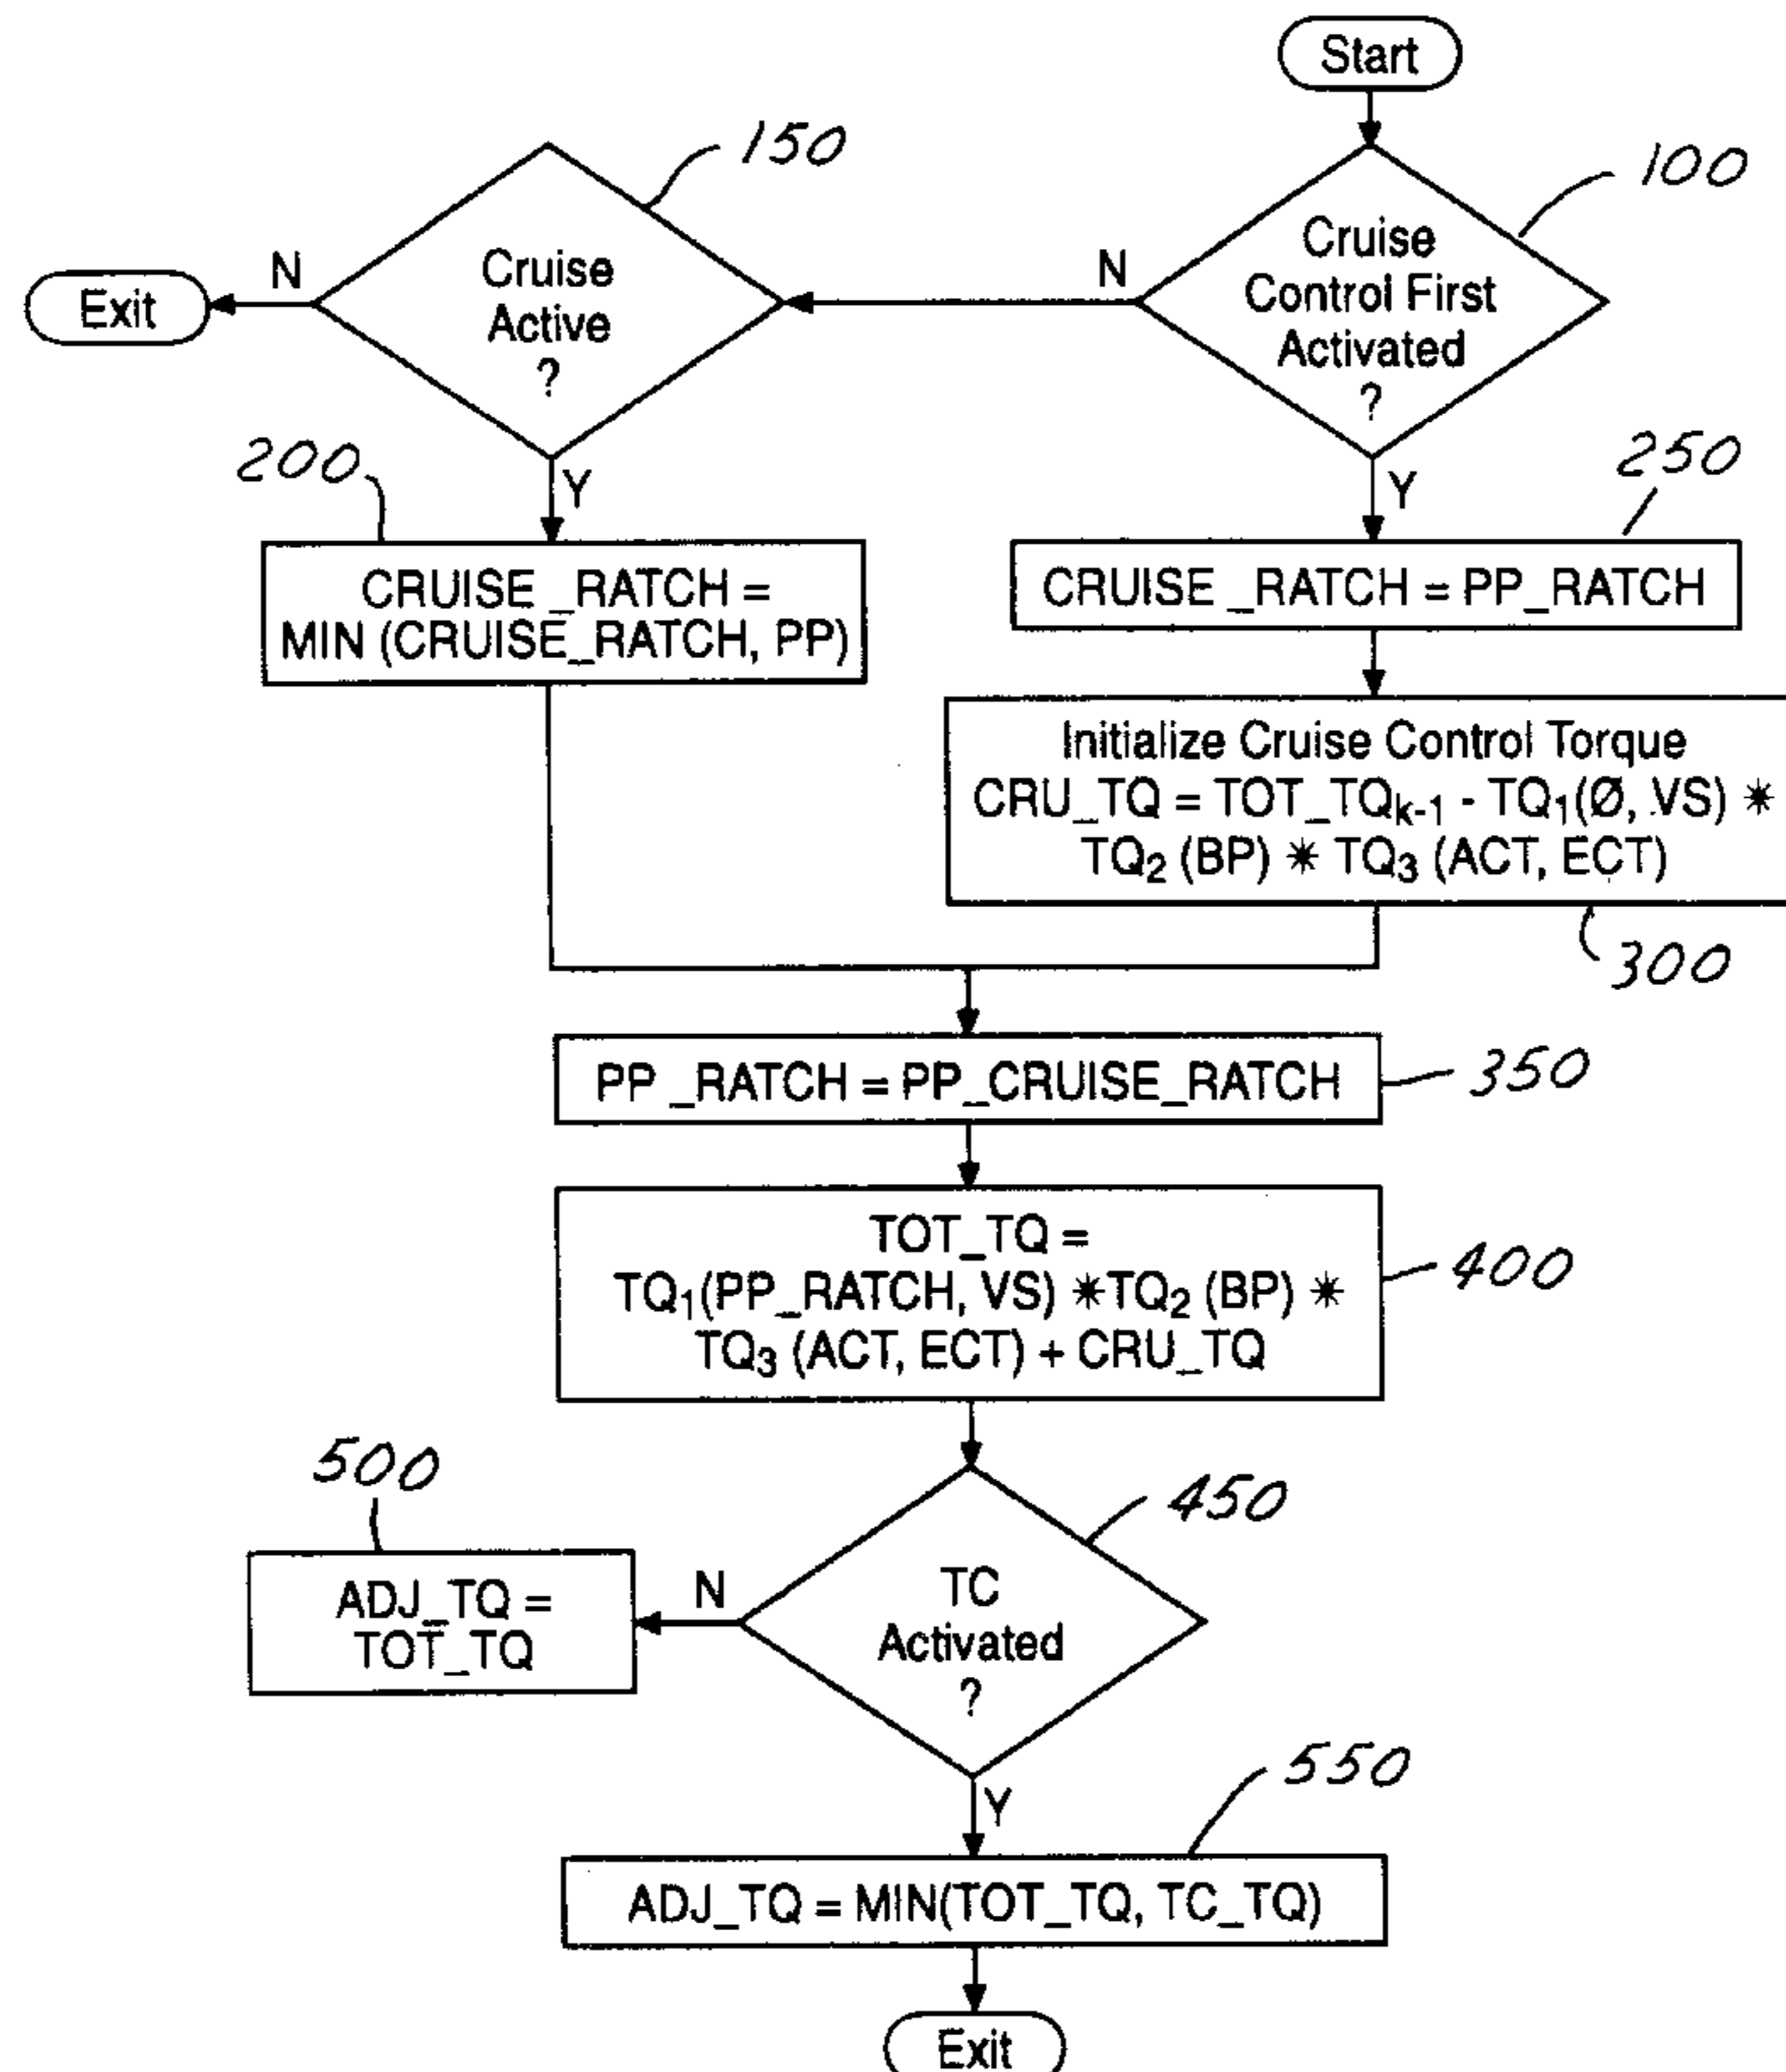 Start
150
100
Cruise
Control First
Activated
?
N
Cruise
Active
?
N
Exit
Y
Y
200
250
CRUISE _RATCH =
MIN (CRUISE_RATCH, PP)
CRUISE _RATCH = PP_RATCH
Initialize Cruise Control Torque
CRU_TQ = TOT_TQk-1 - TQ1(Ø, VS) *
TQ2 (BP) * TQ3 (ACT, ECT)
300
PP _RATCH = PP_CRUISE_RATCH
350
TOT_TQ =
TQ1(PP_RATCH, VS) *TQ2 (BP) *
TQ3 (ACT, ECT) + CRU_TQ
400
500
450
TC
Activated
?
N
ADJ_TQ =
TOT_TQ
Y
550
ADJ_TQ = MIN(TOT_TQ, TC_TQ)
Exit